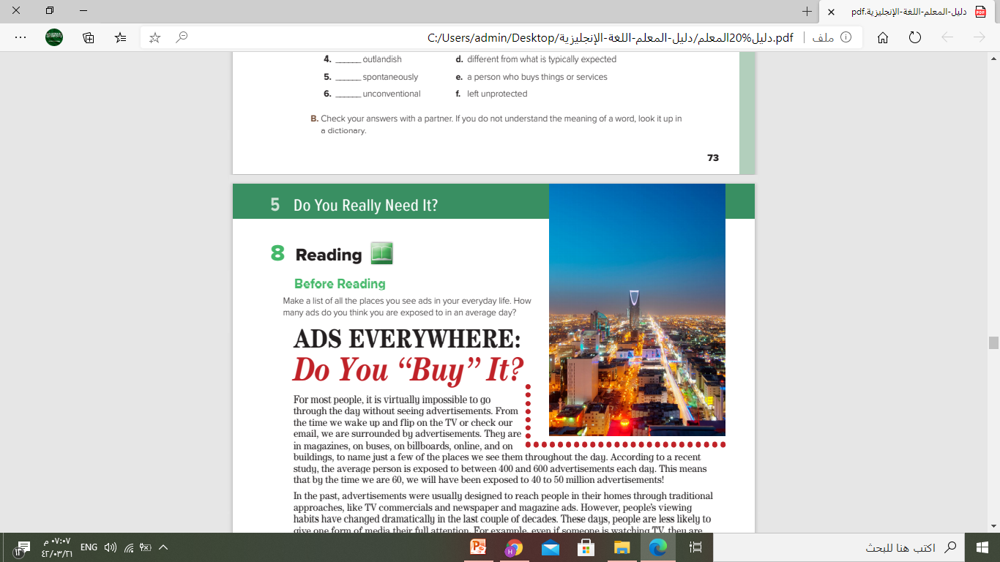 دليل-المعلم-اللغة-الإنجليزية.pdf
ملف
C:/Users/admin/Desktop/دليل-المعلم-اللغة-الإنجليزية/دليل%20المعلم.pdf
4. ______ outlandish d. different from what is typically expected
5. ______ spontaneously e. a person who buys things or services
6. ______ unconventional f. left unprotected
B. Check your answers with a partner. If you do not understand the meaning of a word, look it up in
a dictionary.
73
5 Do You Really Need It?
8 Reading
Before Reading
Make a list of all the places you see ads in your everyday life. How
many ads do you think you are exposed to in an average day?
ADS EVERYWHERE:
Do You “Buy” It?
For most people, it is virtually impossible to go
through the day without seeing advertisements. From
the time we wake up and flip on the TV or check our
email, we are surrounded by advertisements. They are
in magazines, on buses, on billboards, online, and on
buildings, to name just a few of the places we see them throughout the day. According to a recent
study, the average person is exposed to between 400 and 600 advertisements each day. This means
that by the time we are 60, we will have been exposed to 40 to 50 million advertisements!
In the past, advertisements were usually designed to reach people in their homes through traditional
approaches, like TV commercials and newspaper and magazine ads. However, people’s viewing
habits have changed dramatically in the last couple of decades. These days, people are less likely to
give one form of media their full attention. For example, even if someone is watching TV, they are
اكتب هنا للبحث
ENG
٠٧:٠٧ م
٤٢/٠٣/٢١